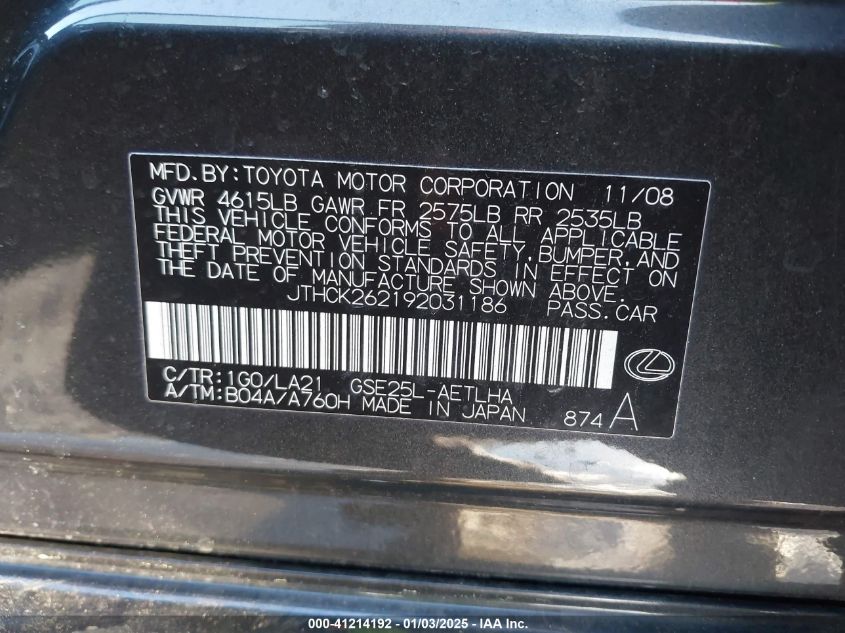 MFD.BY:TOYOTA MOTOR CORPORATION 11/08
GVWR 4615LB GAWR FR 2575LB RR 2535LB
THIS VEHICLE CONFORMS TO ALL APPLICABLE
FEDERAL MOTOR VEHICLE SAFETY,BUMPER,AND
THEFT PREVENTION STANDARDS IN EFFECT ON
THE DATE OF MANUFACTURE SHOWN ABOVE.
JTHCK262192031186 PASS.CAR
C/TR:1G0/LA21 GSE25L-AETLHA
A/TM:B04A/A760H MADE IN JAPAN 874A
000-41214192 - 01/03/2025 - IAA Inc.